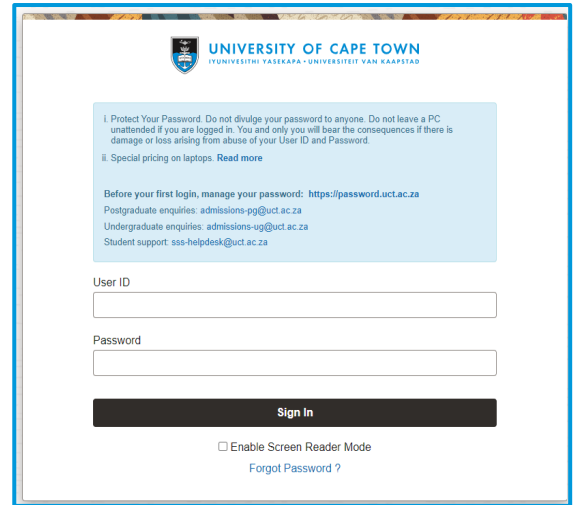 UNIVERSITY OF CAPE TOWN
IYUNIVESITHI YASEKAPA • UNIVERSITEIT VAN KAAPSTAD
i. Protect Your Password. Do not divulge your password to anyone. Do not leave a PC
unattended if you are logged in. You and only you will bear the consequences if there is
damage or loss arising from abuse of your User ID and Password.
ii. Special pricing on laptops. Read more
Before your first login, manage your password: https://password.uct.ac.za
Postgraduate enquiries: admissions-pg@uct.ac.za
Undergraduate enquiries: admissions-ug@uct.ac.za
Student support: sss-helpdesk@uct.ac.za
User ID
Password
Sign In
Enable Screen Reader Mode
Forgot Password ?